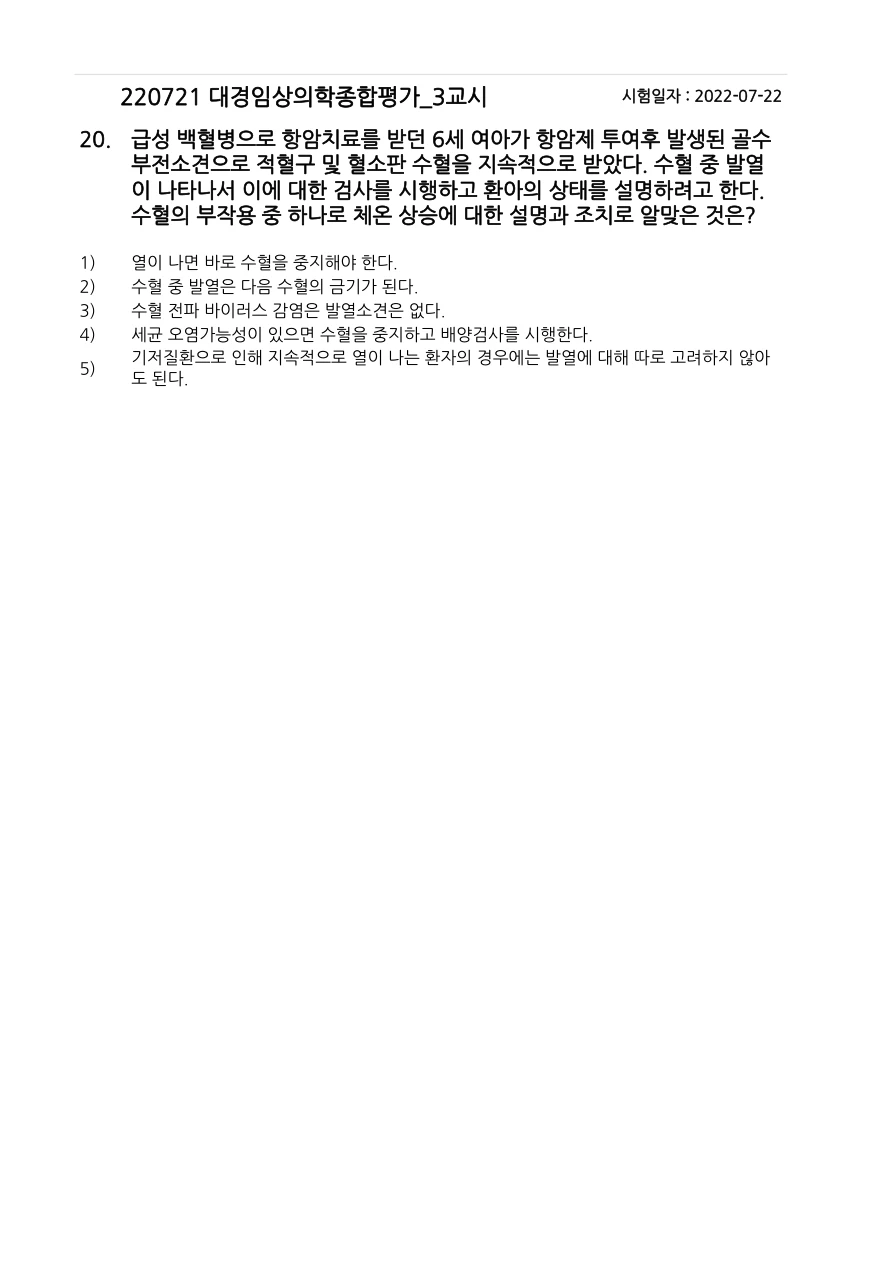 220721 대경임상의학종합평가_3교시 시험일자 : 2022-07-22
20. 급성 백혈병으로 항암치료를 받던 6세 여아가 항암제 투여후 발생된 골수
부전소견으로 적혈구 및 혈소판 수혈을 지속적으로 받았다. 수혈 중 발열
이 나타나서 이에 대한 검사를 시행하고 환아의 상태를 설명하려고 한다.
수혈의 부작용 중 하나로 체온 상승에 대한 설명과 조치로 알맞은 것은?
1) 열이 나면 바로 수혈을 중지해야 한다.
2) 수혈 중 발열은 다음 수혈의 금기가 된다.
3) 수혈 전파 바이러스 감염은 발열소견은 없다.
4) 세균 오염가능성이 있으면 수혈을 중지하고 배양검사를 시행한다.
5) 기저질환으로 인해 지속적으로 열이 나는 환자의 경우에는 발열에 대해 따로 고려하지 않아
도 된다.